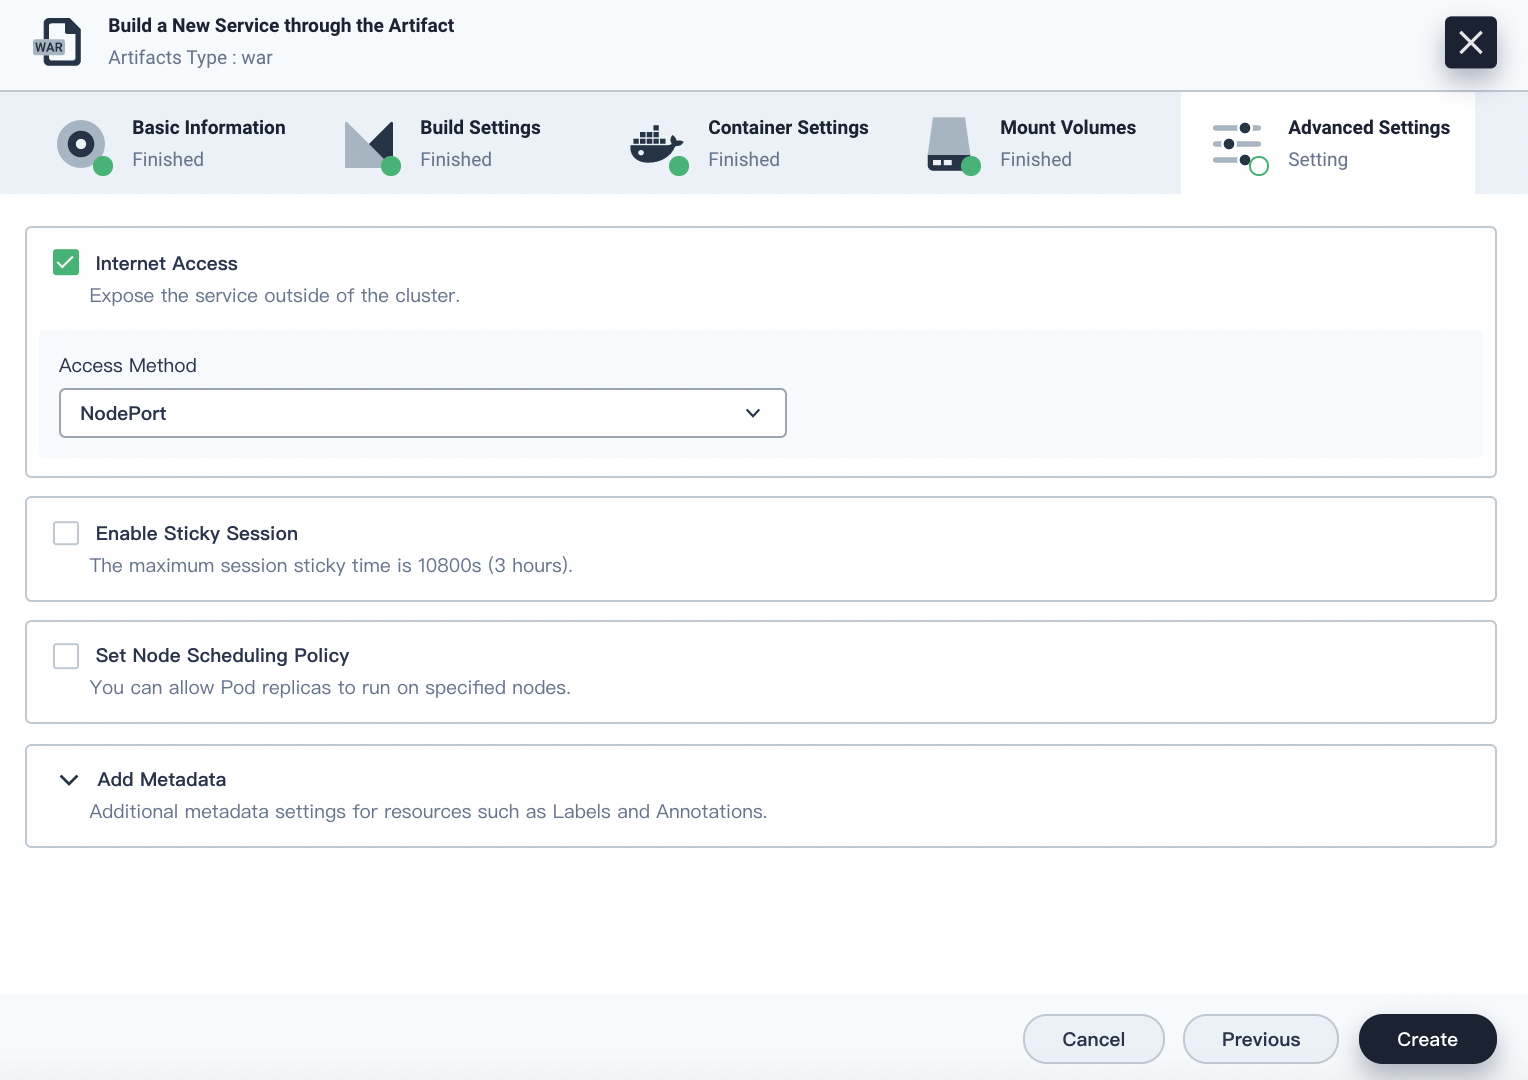 WAR
Build a New Service through the Artifact
Artifacts Type : war
Basic Information
Finished
Build Settings
Finished
Container Settings
Finished
Mount Volumes
Finished
Advanced Settings
Setting
Internet Access
Expose the service outside of the cluster.
Access Method
NodePort
Enable Sticky Session
The maximum session sticky time is 10800s (3 hours).
Set Node Scheduling Policy
You can allow Pod replicas to run on specified nodes.
Add Metadata
Additional metadata settings for resources such as Labels and Annotations.
Cancel
Previous
Create